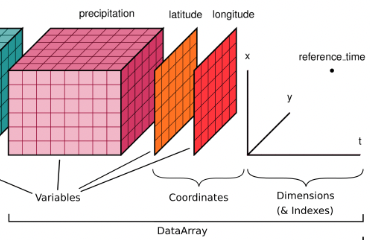 precipitation latitude longitude
x reference_time
y
t
Variables Coordinates Dimensions
(& Indexes)
DataArray